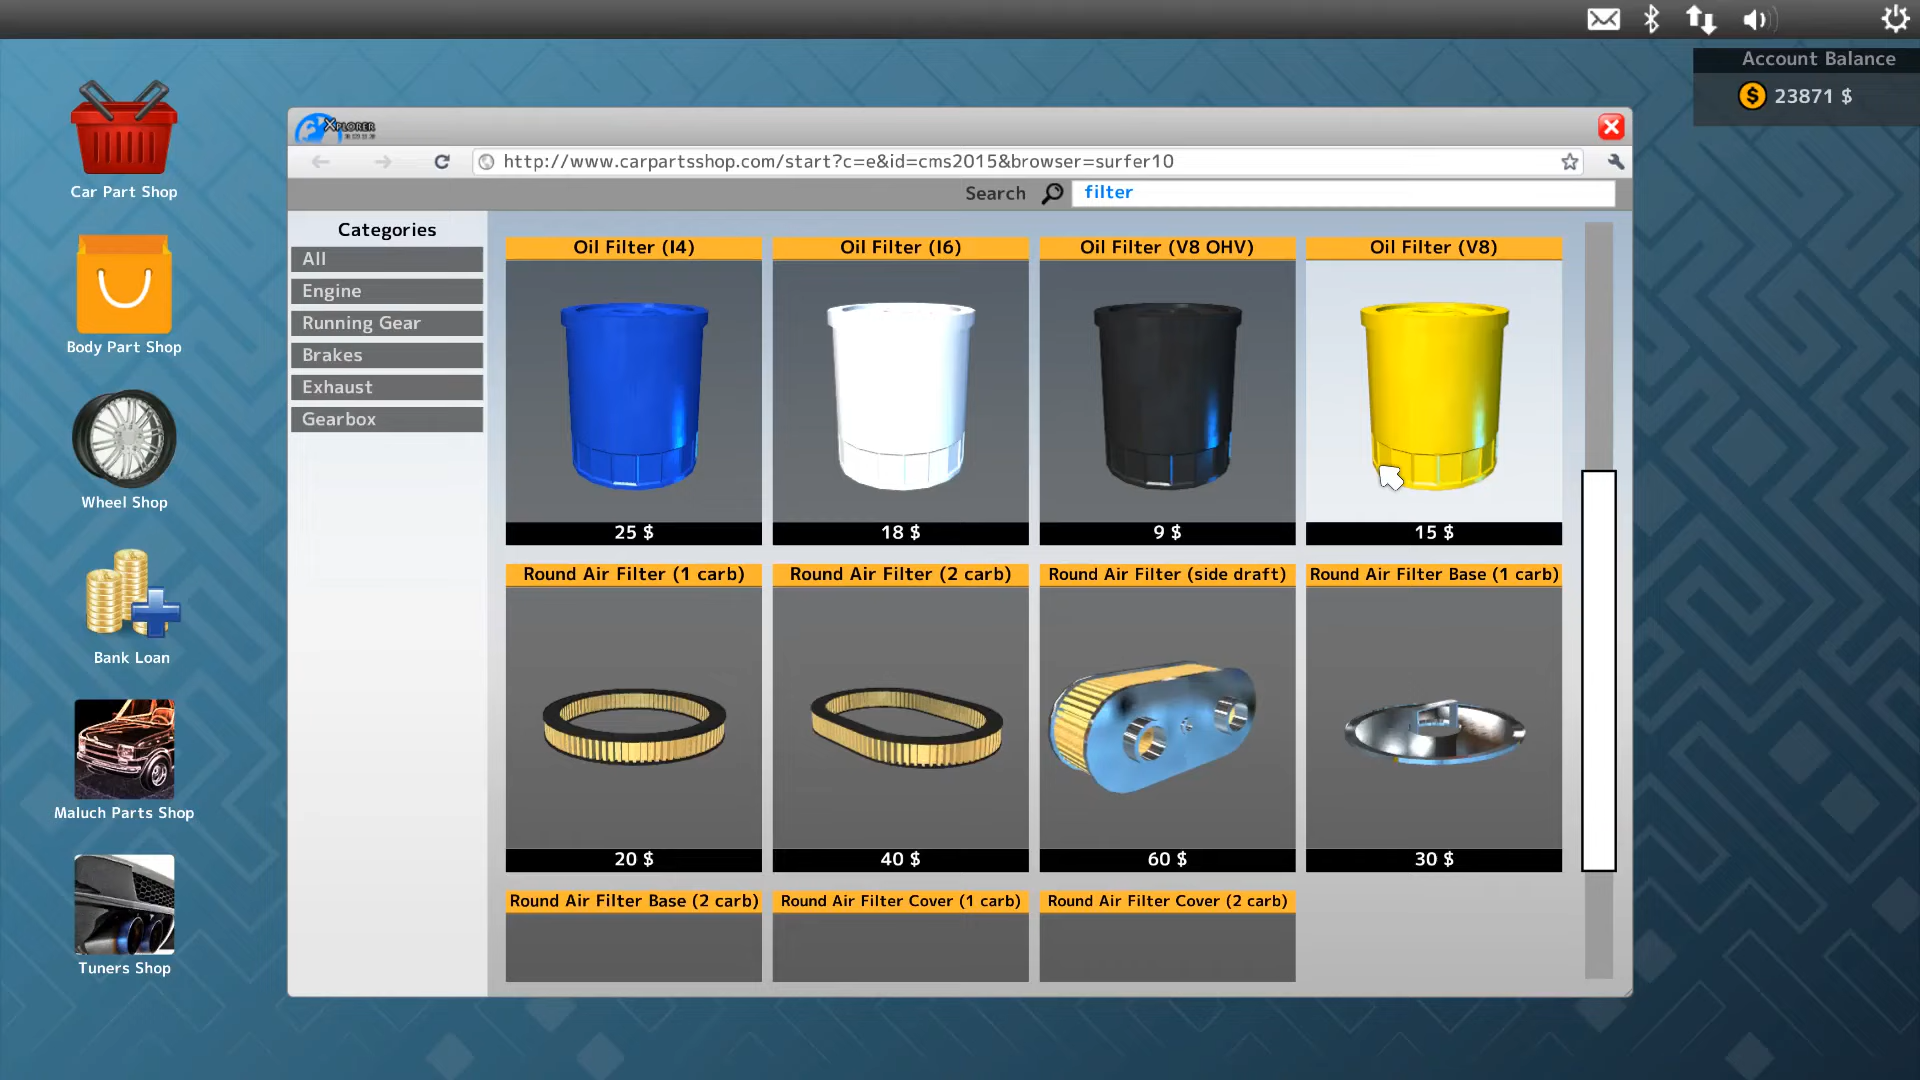 Account Balance
23871 $
Car Part Shop
Body Part Shop
Wheel Shop
Bank Loan
Maluch Parts Shop
Tuners Shop
XPLORER
http://www.carpartsshop.com/start?c=e&id=cms2015&browser=surfer10
Search filter
Categories
All
Engine
Running Gear
Brakes
Exhaust
Gearbox
Oil Filter (I4)
25 $
Oil Filter (I6)
18 $
Oil Filter (V8 OHV)
9 $
Oil Filter (V8)
15 $
Round Air Filter (1 carb)
20 $
Round Air Filter (2 carb)
40 $
Round Air Filter (side draft)
60 $
Round Air Filter Base (1 carb)
30 $
Round Air Filter Base (2 carb)
Round Air Filter Cover (1 carb)
Round Air Filter Cover (2 carb)